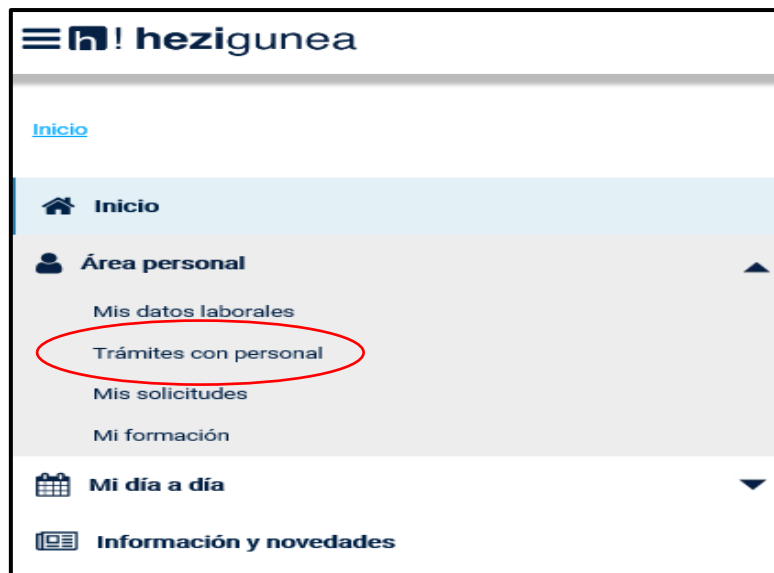 h! hezigunea
Inicio
Inicio
Área personal
Mis datos laborales
Trámites con personal
Mis solicitudes
Mi formación
Mi día a día
Información y novedades